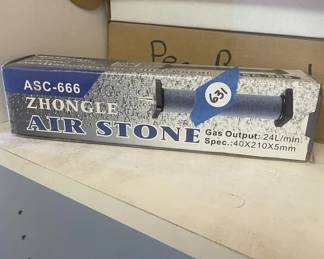 ASC-666
ZHONGLE
AIR STONE
631
Gas Output: 24L/min
Spec.:40X210X5mm